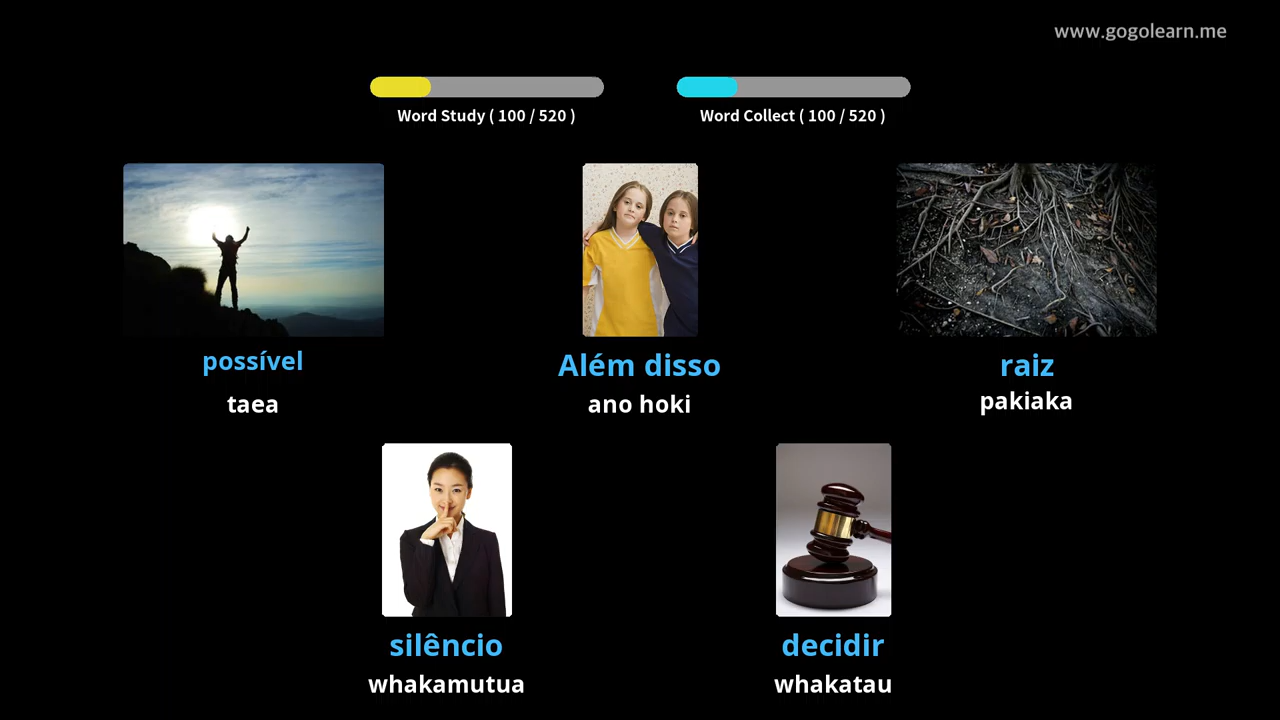 www.gogolearn.me
Word Study ( 100 / 520 )
Word Collect ( 100 / 520 )
possível
taea
Além disso
ano hoki
raiz
pakiaka
silêncio
whakamutua
decidir
whakatau